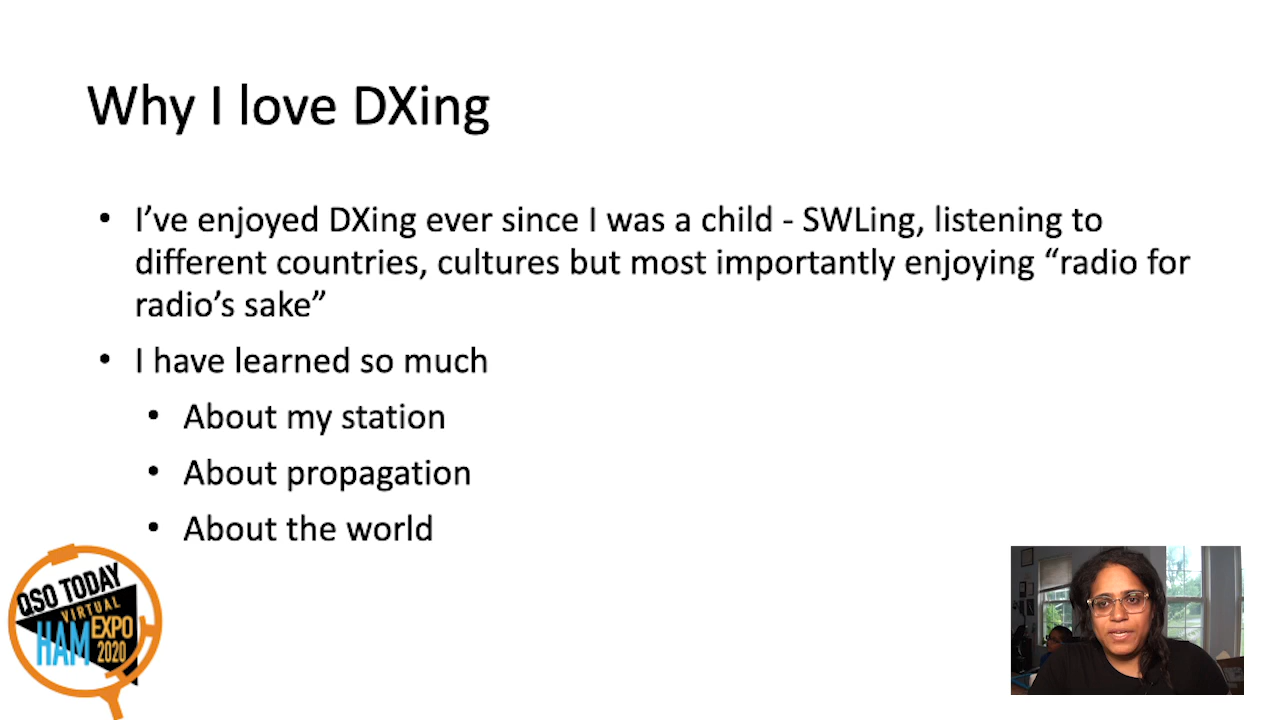 Why I love DXing
• I’ve enjoyed DXing ever since I was a child - SWLing, listening to
different countries, cultures but most importantly enjoying “radio for
radio’s sake”
• I have learned so much
• About my station
• About propagation
• About the world
QSO TODAY
VIRTUAL
HAM EXPO
2020